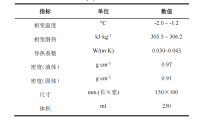 指标 单位 数值
相变温度 °C -2.0~-1.2
相变潜热 kJ·kg⁻¹ 305.5~306.2
导热系数 W/(m·K) 0.030~0.043
密度(液体) g·cm⁻³ 0.97
密度(固体) g·cm⁻³ 0.91
尺寸 mm (长×宽) 150×100
体积 ml 250